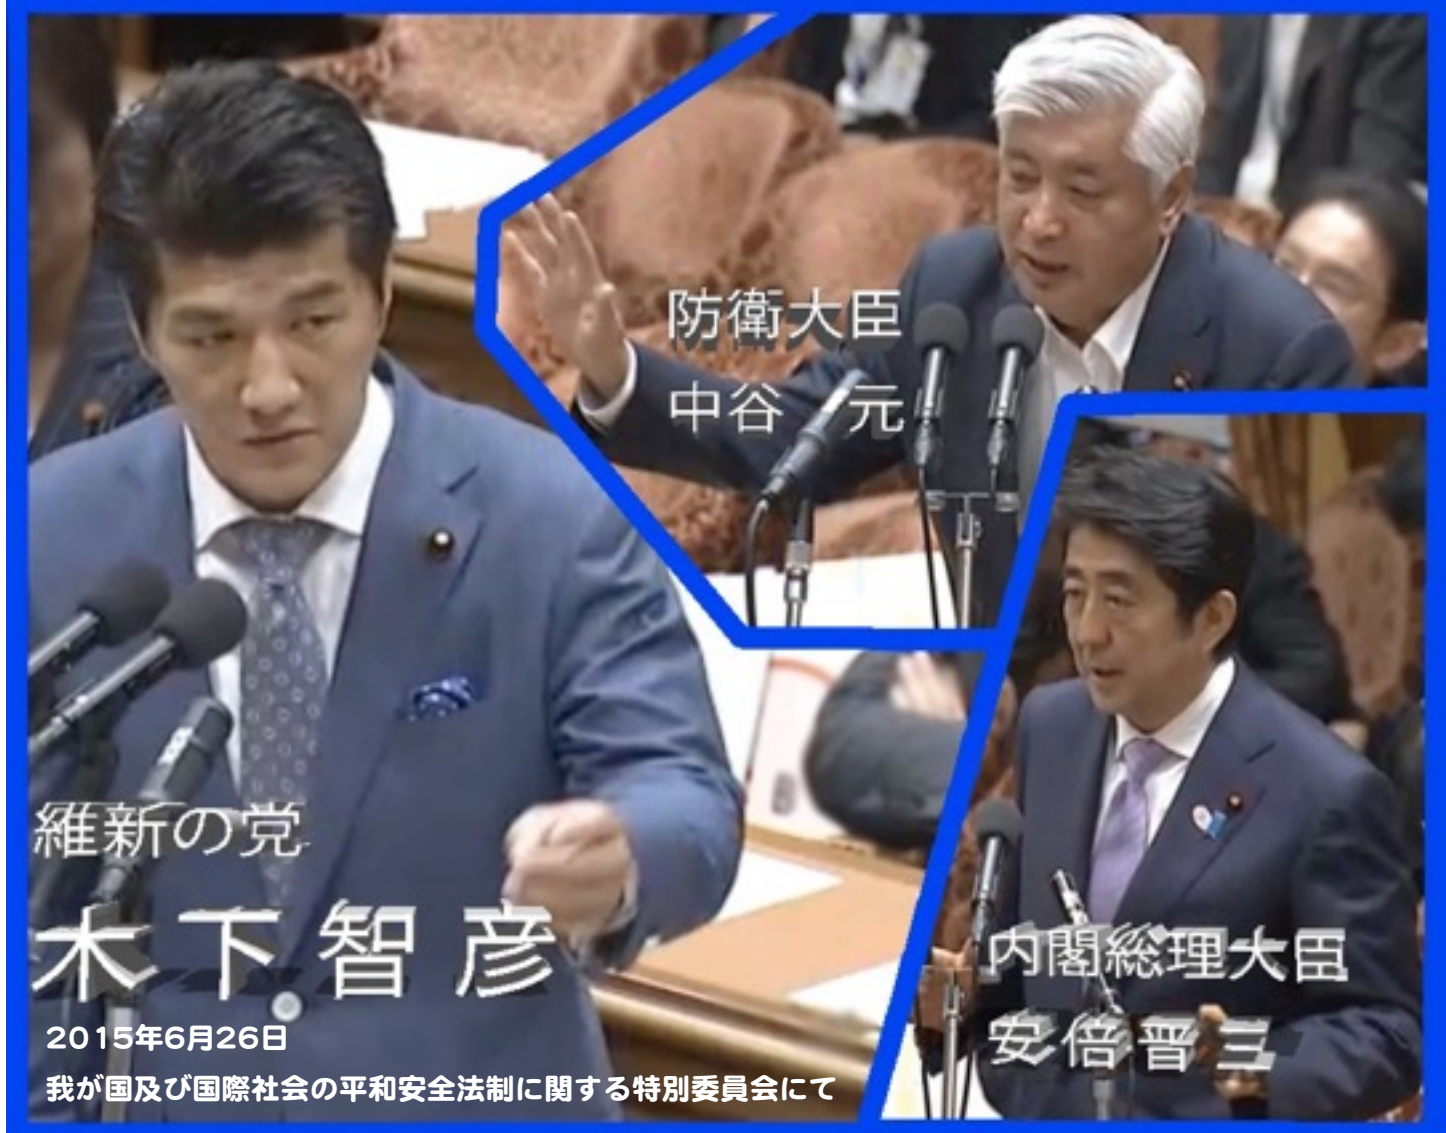 防衛大臣
中谷 元
維新の党
木下智彦
内閣総理大臣
安倍晋三
2015年6月26日
我が国及び国際社会の平和安全法制に関する特別委員会にて